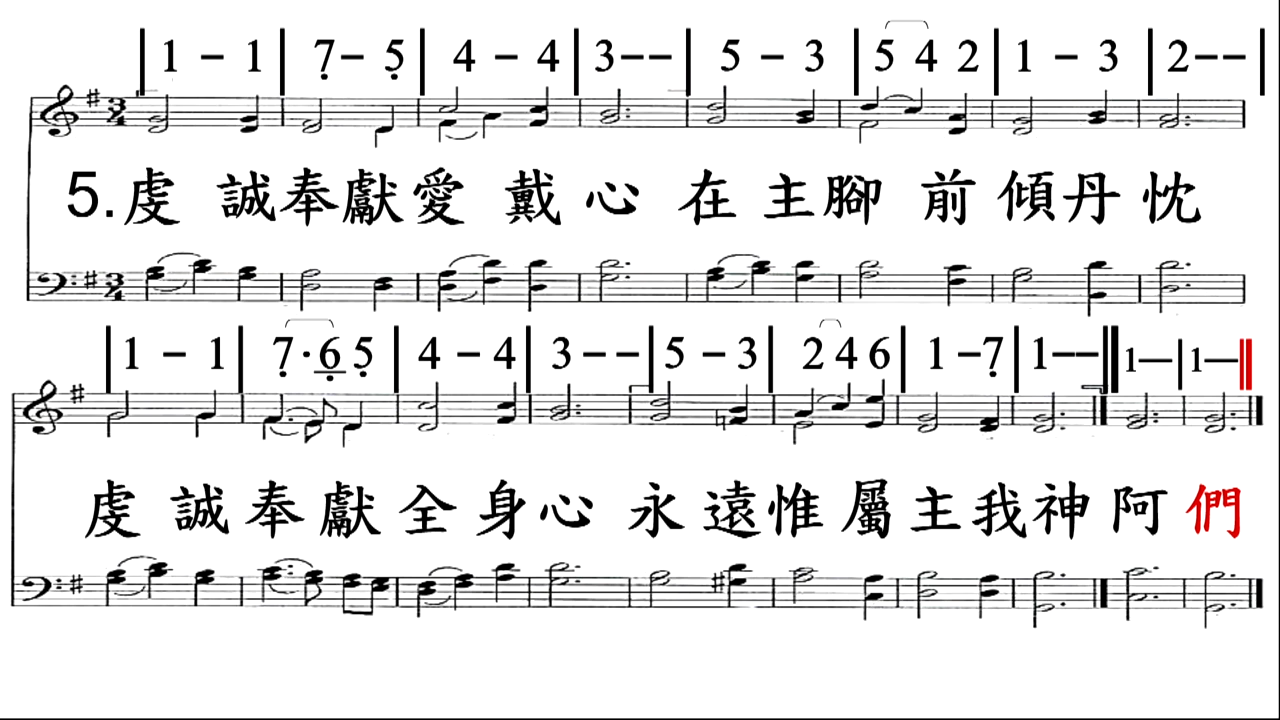 |1 - 1|7̣ - 5̣|4 - 4|3 - -|5 - 3|5 4 2|1 - 3|2 - -|
5.虔 誠奉獻愛 戴 心 在 主腳 前 傾丹 忱
|1 - 1|7̣ · 6̣ 5̣|4 - 4|3 - -|5 - 3|2 4 6|1 - 7̣|1 - -‖1—|1—‖
虔 誠 奉 獻 全 身心 永 遠惟 屬主我神 阿 們